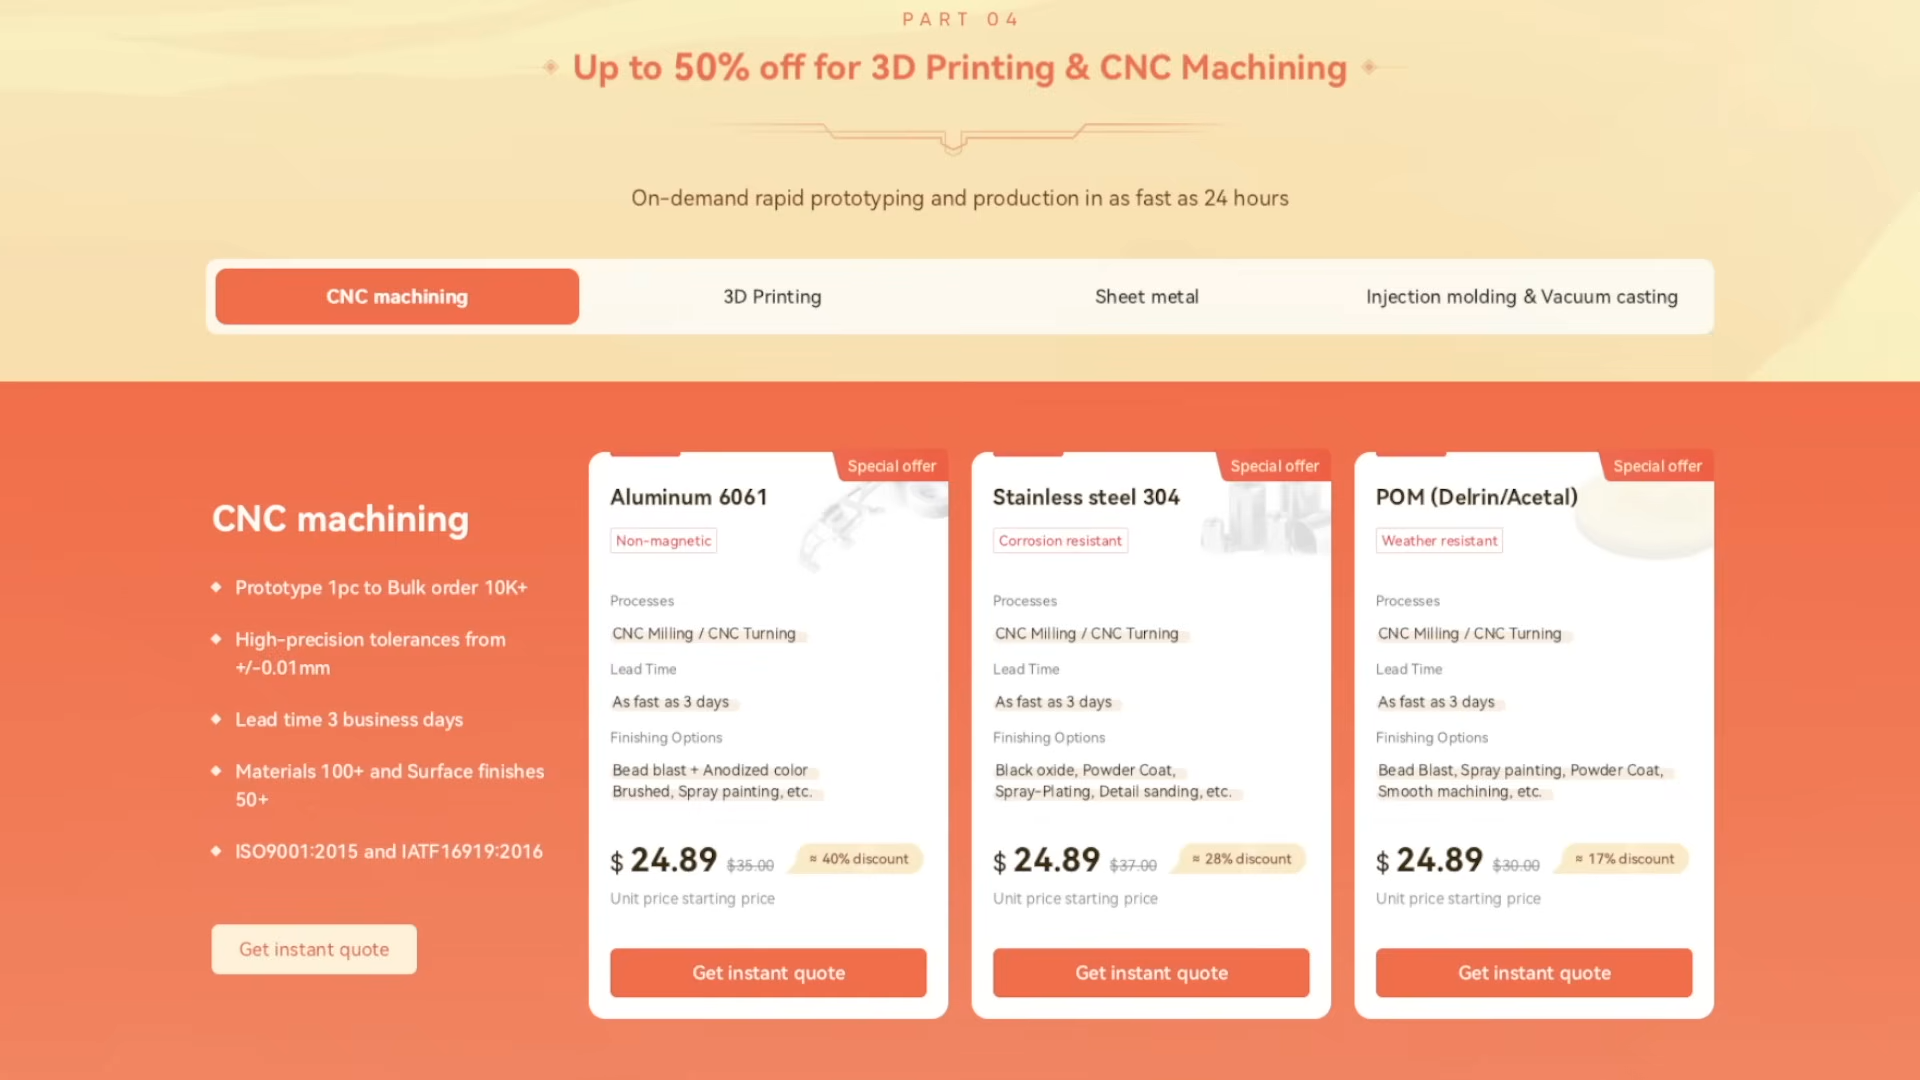 PART 04
Up to 50% off for 3D Printing & CNC Machining
On-demand rapid prototyping and production in as fast as 24 hours
CNC machining
3D Printing
Sheet metal
Injection molding & Vacuum casting
CNC machining
Prototype 1pc to Bulk order 10K+
High-precision tolerances from
+/-0.01mm
Lead time 3 business days
Materials 100+ and Surface finishes
50+
ISO9001:2015 and IATF16919:2016
Get instant quote
Special offer
Aluminum 6061
Non-magnetic
Processes
CNC Milling / CNC Turning
Lead Time
As fast as 3 days
Finishing Options
Bead blast + Anodized color
Brushed, Spray painting, etc.
$ 24.89 $35.00 ≈ 40% discount
Unit price starting price
Get instant quote
Special offer
Stainless steel 304
Corrosion resistant
Processes
CNC Milling / CNC Turning
Lead Time
As fast as 3 days
Finishing Options
Black oxide, Powder Coat,
Spray-Plating, Detail sanding, etc.
$ 24.89 $37.00 ≈ 28% discount
Unit price starting price
Get instant quote
Special offer
POM (Delrin/Acetal)
Weather resistant
Processes
CNC Milling / CNC Turning
Lead Time
As fast as 3 days
Finishing Options
Bead Blast, Spray painting, Powder Coat,
Smooth machining, etc.
$ 24.89 $30.00 ≈ 17% discount
Unit price starting price
Get instant quote